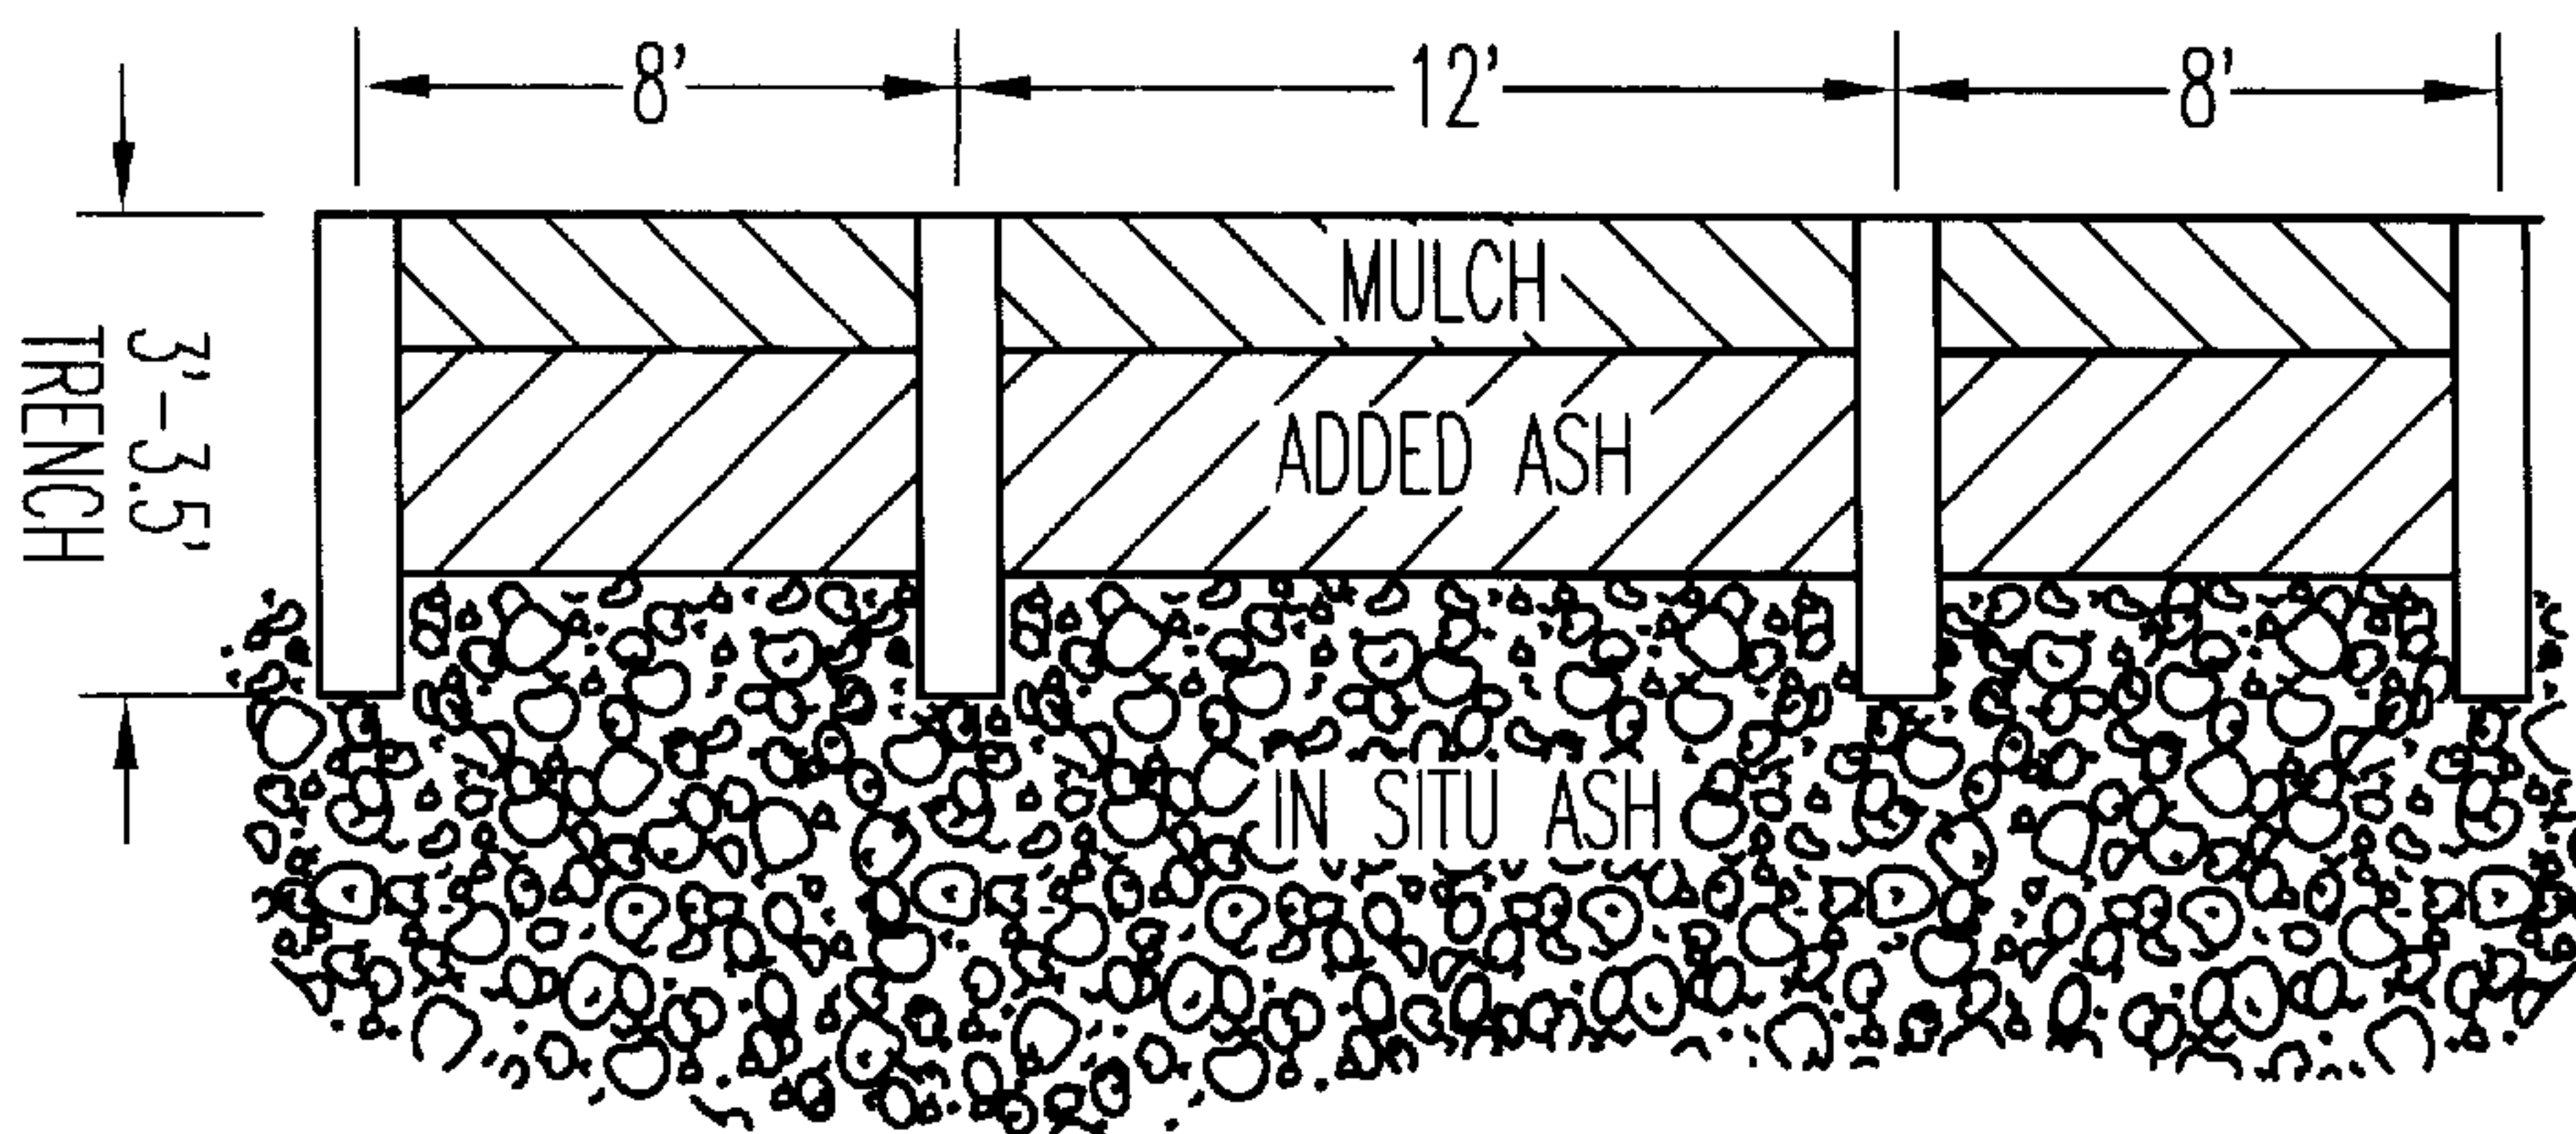 8'
12'
8'
3'-3.5'
TRENCH
MULCH
ADDED ASH
IN SITU ASH